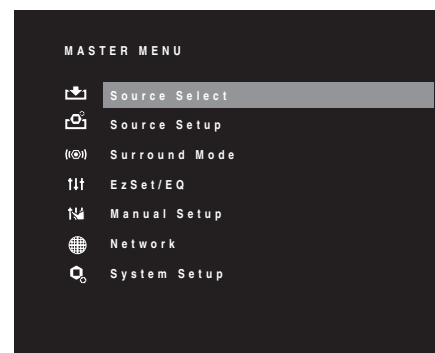 MASTER MENU
Source Select
Source Setup
Surround Mode
EzSet/EQ
Manual Setup
Network
System Setup